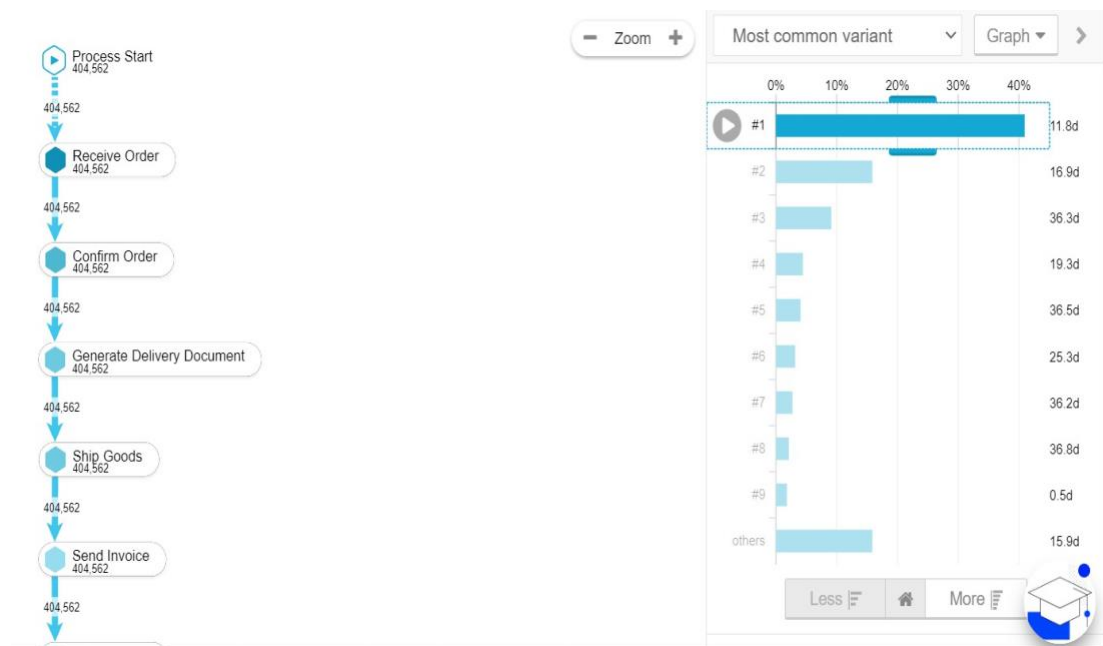 Process Start
404,562
404,562
Receive Order
404,562
404,562
Confirm Order
404,562
404,562
Generate Delivery Document
404,562
404,562
Ship Goods
404,562
404,562
Send Invoice
404,562
404,562
− Zoom +
Most common variant
Graph
0% 10% 20% 30% 40%
#1 11.8d
#2 16.9d
#3 36.3d
#4 19.3d
#5 36.5d
#6 25.3d
#7 36.2d
#8 36.8d
#9 0.5d
others 15.9d
Less More